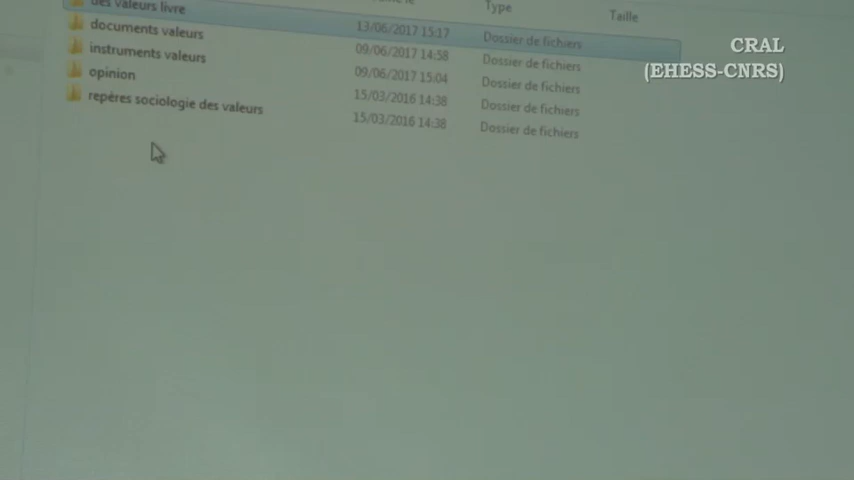 Type Taille
des valeurs livre 13/06/2017 15:17 Dossier de fichiers
documents valeurs 09/06/2017 14:58 Dossier de fichiers
instruments valeurs 09/06/2017 15:04 Dossier de fichiers
opinion 15/03/2016 14:38 Dossier de fichiers
repères sociologie des valeurs 15/03/2016 14:38 Dossier de fichiers
CRAL
(EHESS-CNRS)